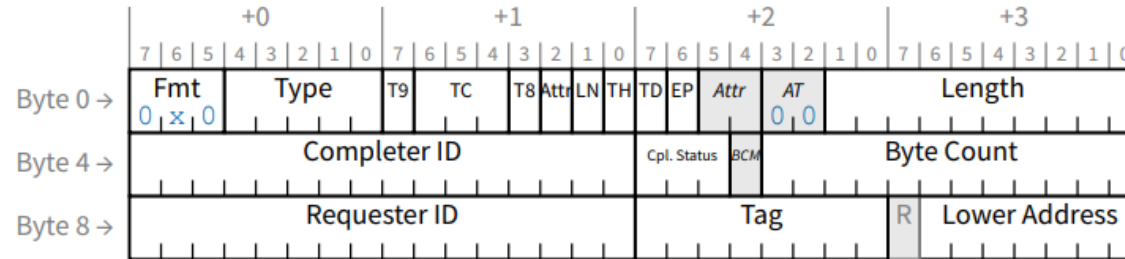 +0 +1 +2 +3
7 6 5 4 3 2 1 0 7 6 5 4 3 2 1 0 7 6 5 4 3 2 1 0 7 6 5 4 3 2 1 0
Fmt Type T9 TC T8 Attr LN TH TD EP Attr AT Length
Byte 0 → 0 x 0 0 0
Byte 4 → Completer ID Cpl. Status BCM Byte Count
Byte 8 → Requester ID Tag R Lower Address